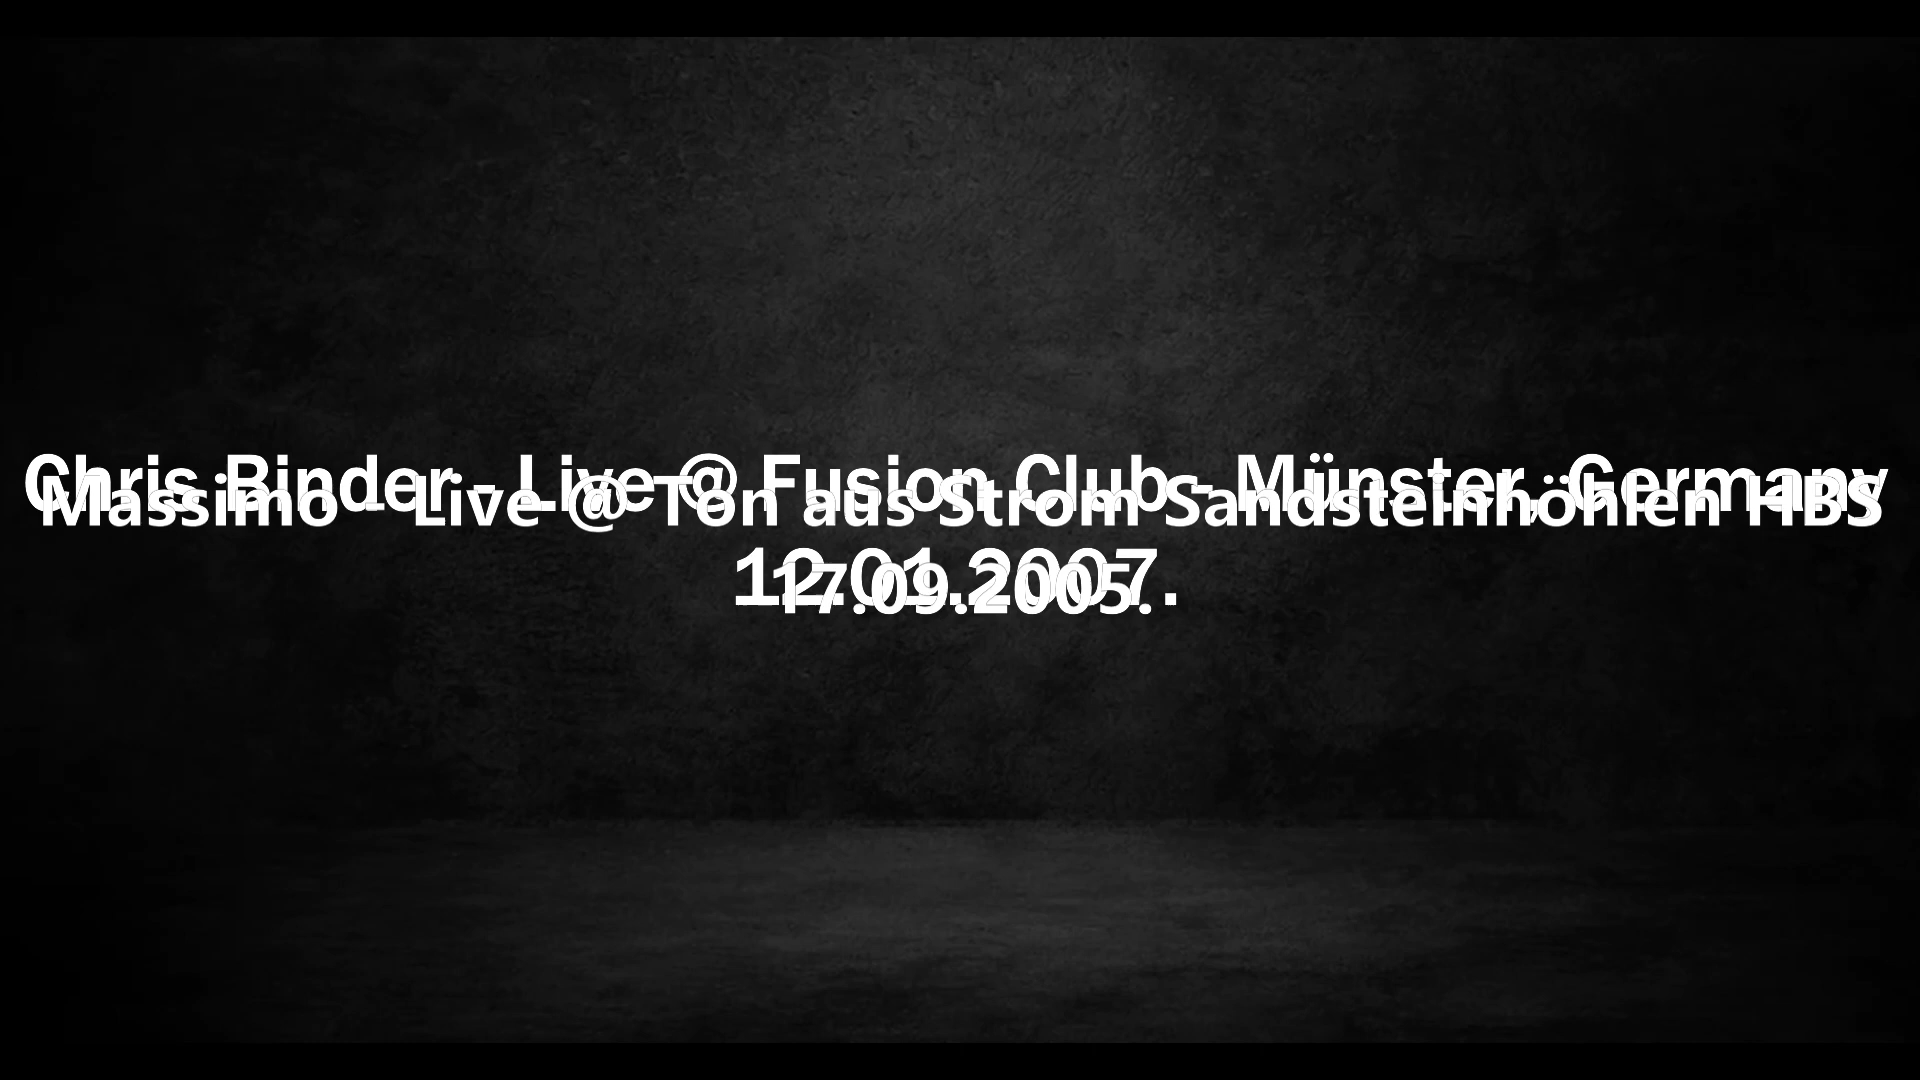 Chris Binder - Live @ Fusion Club - Münster, Germany
12.01.2007.
Massimo - Live @ Ton aus Strom Sandsteinhöhlen HBS
17.09.2005.